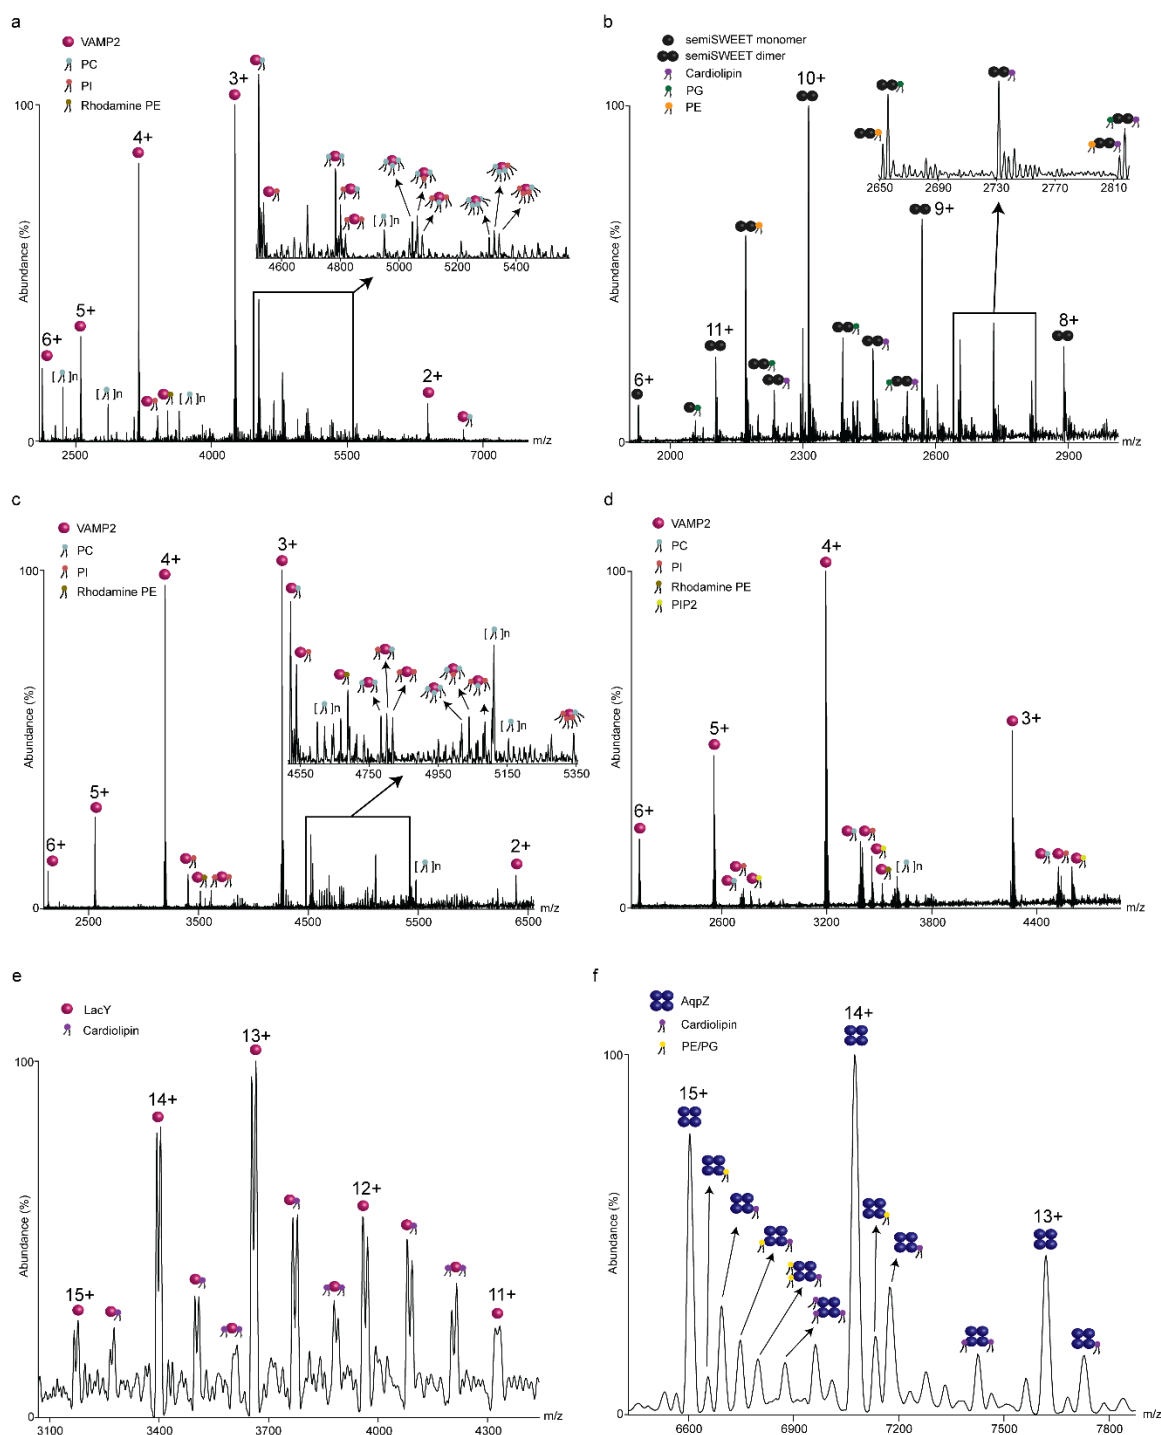 a
VAMP2
PC
PI
Rhodamine PE
100
Abundance (%)
0
6+
5+
4+
3+
2+
[ ]n
[ ]n
[ ]n
[ ]n
4600 4800 5000 5200 5400
2500 4000 5500 7000 m/z
b
semiSWEET monomer
semiSWEET dimer
Cardiolipin
PG
PE
100
Abundance (%)
0
6+
11+
10+
9+
8+
2650 2690 2730 2770 2810
2000 2300 2600 2900 m/z
c
VAMP2
PC
PI
Rhodamine PE
100
Abundance (%)
0
6+
5+
4+
3+
2+
[ ]n
[ ]n
[ ]n
[ ]n
4550 4750 4950 5150 5350
2500 3500 4500 5500 6500 m/z
d
VAMP2
PC
PI
Rhodamine PE
PIP2
100
Abundance (%)
0
6+
5+
4+
3+
[ ]n
2600 3200 3800 4400 m/z
e
LacY
Cardiolipin
100
Abundance (%)
0
15+
14+
13+
12+
11+
3100 3400 3700 4000 4300 m/z
f
AqpZ
Cardiolipin
PE/PG
100
Abundance (%)
0
15+
14+
13+
6600 6900 7200 7500 7800 m/z